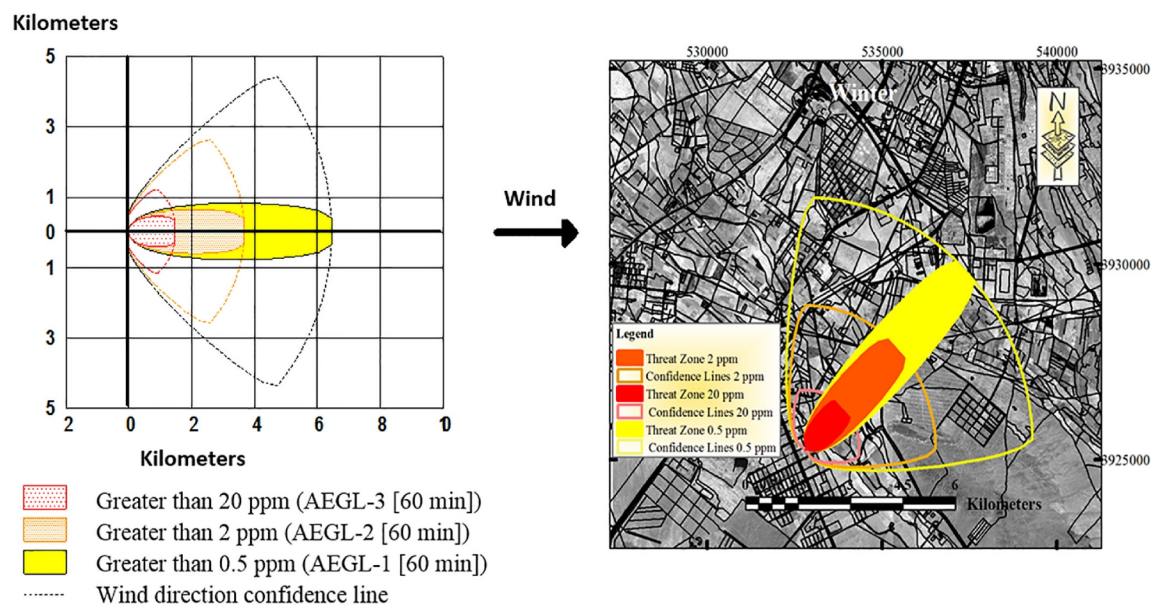 Kilometers
5
3
1
0
1
3
5
2
0
2
4
6
8
10
Kilometers
Greater than 20 ppm (AEGL-3 [60 min])
Greater than 2 ppm (AEGL-2 [60 min])
Greater than 0.5 ppm (AEGL-1 [60 min])
Wind direction confidence line
Wind
530000
535000
540000
3935000
3930000
3925000
Winter
N
Legend
Threat Zone 2 ppm
Confidence Lines 2 ppm
Threat Zone 20 ppm
Confidence Lines 20 ppm
Threat Zone 0.5 ppm
Confidence Lines 0.5 ppm
0
4.5
6
Kilometers